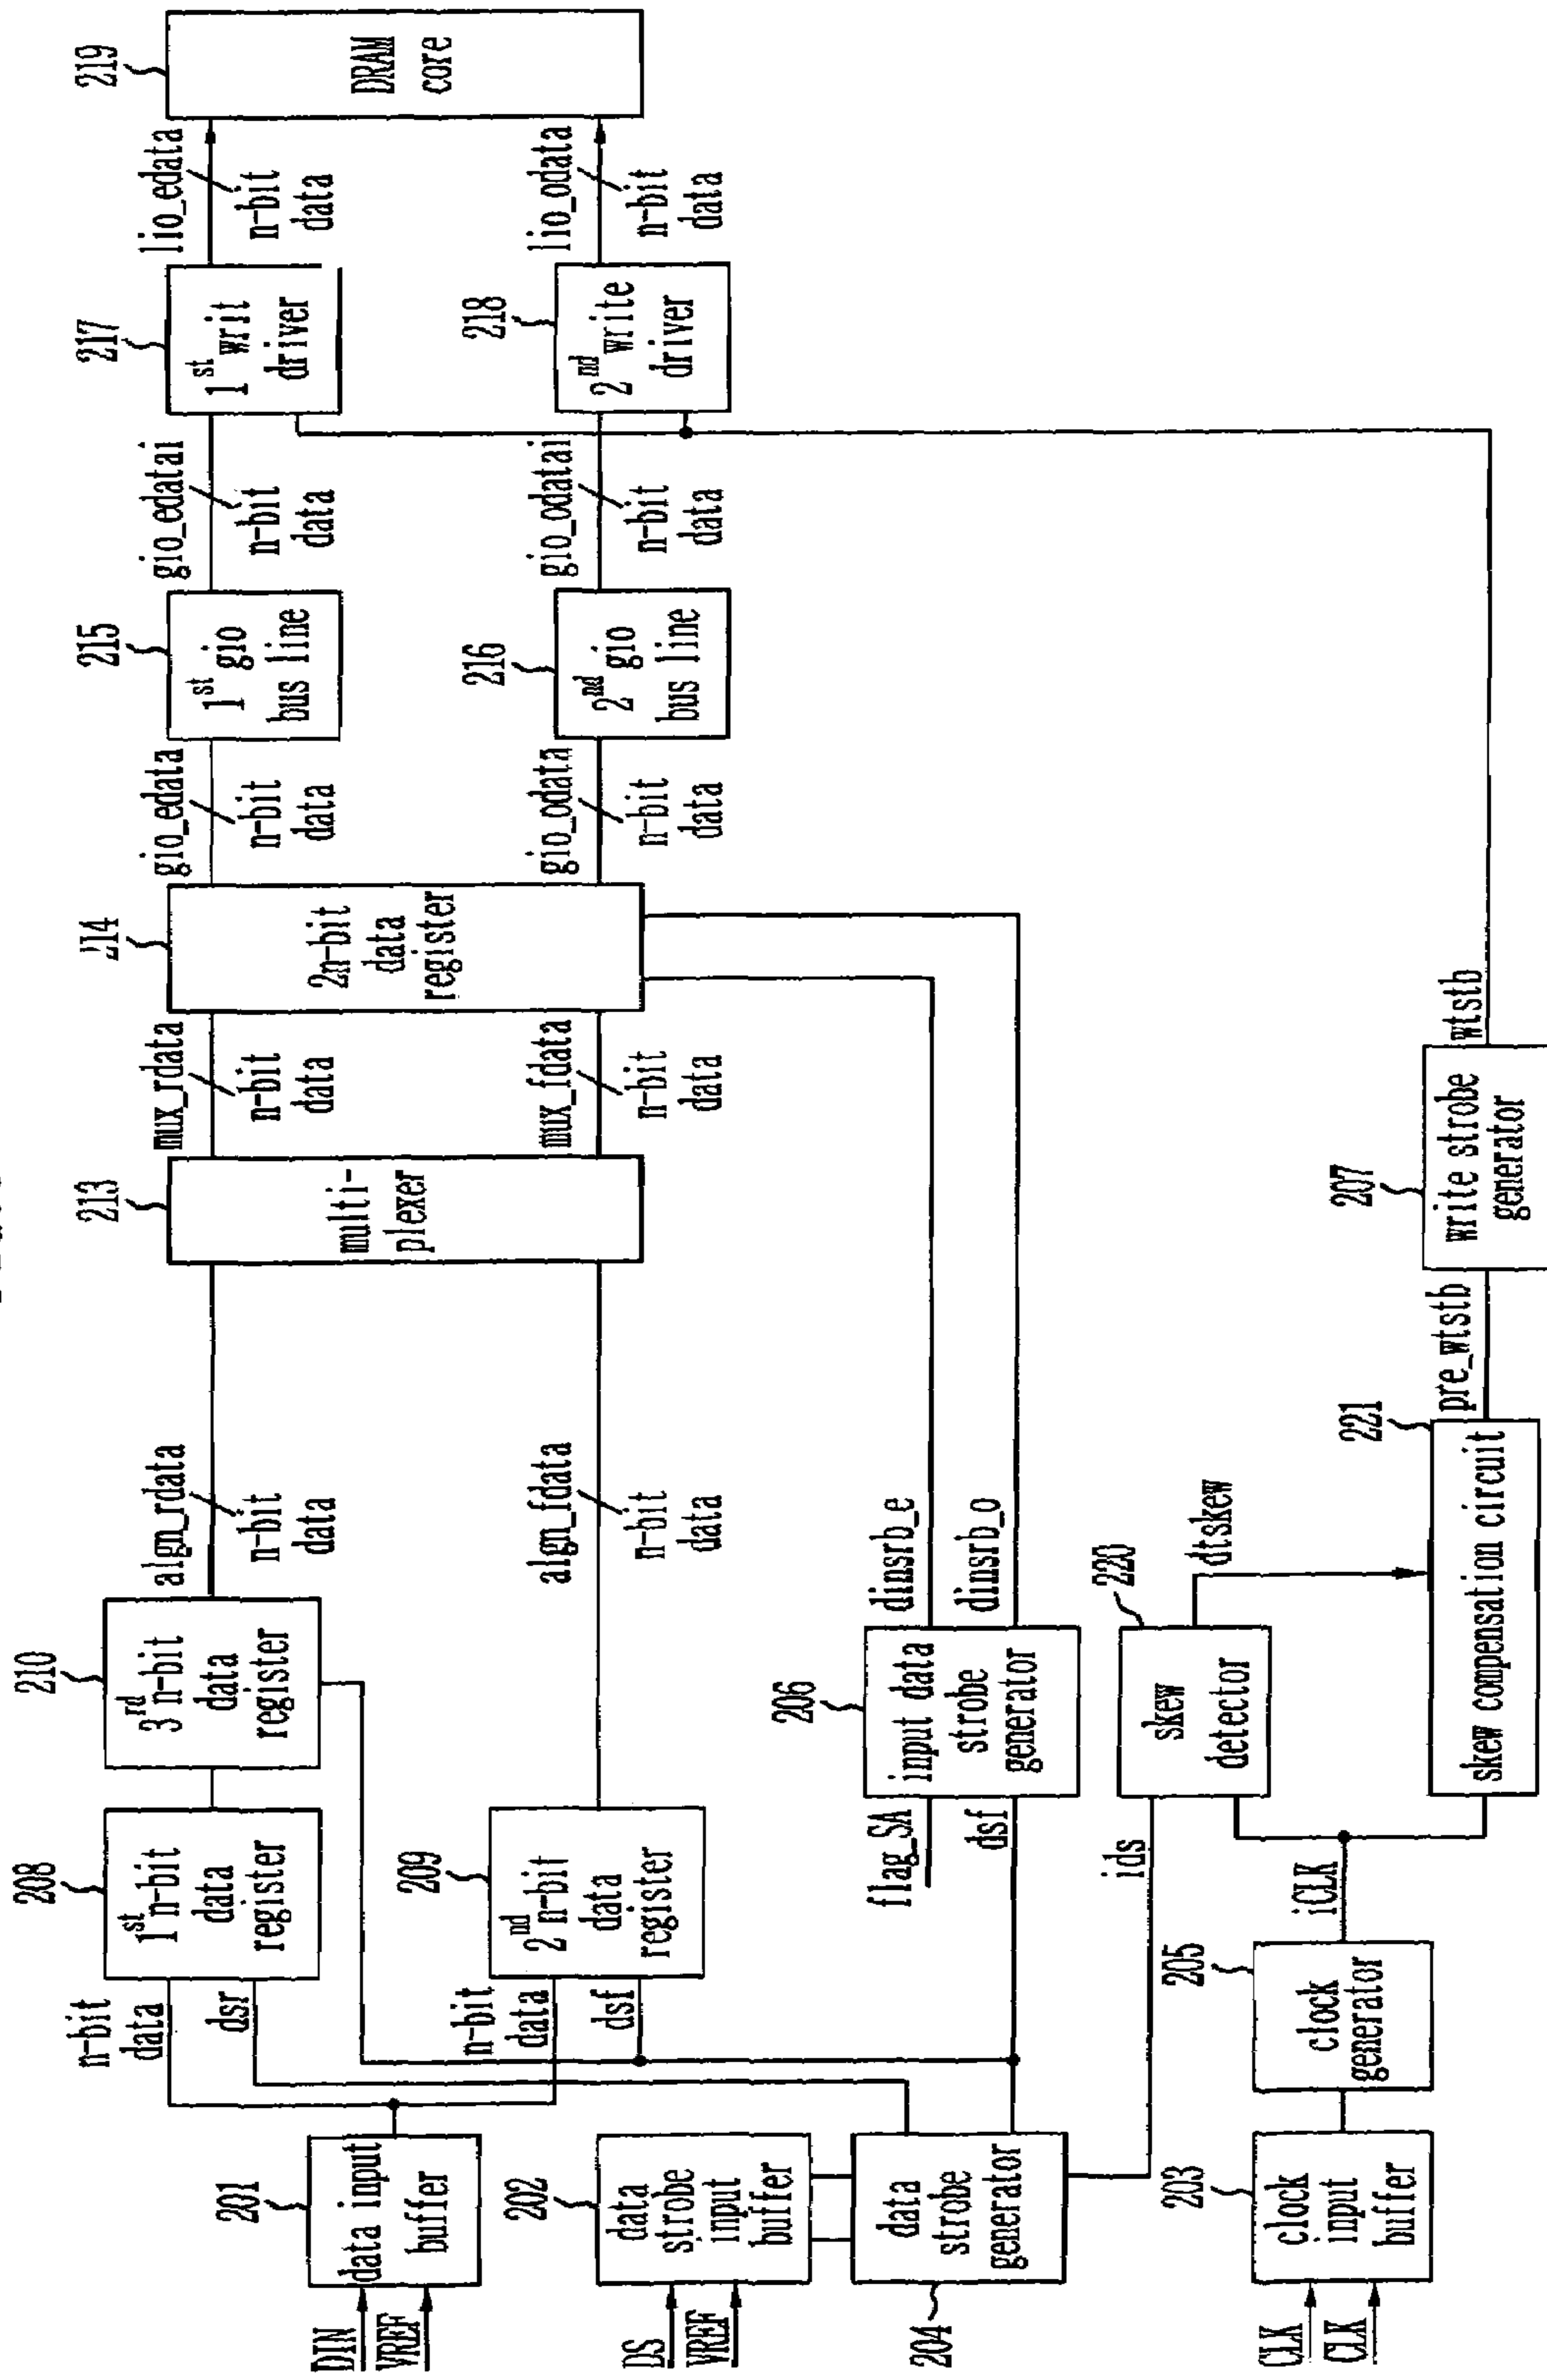 DIN
VREF
201
data input
buffer
n-bit
data
dsr
208
1st n-bit
data
register
210
3rd n-bit
data
register
algn_rdata
n-bit
data
213
multi-
plexer
mux_rdata
n-bit
data
214
2n-bit
data
register
gio_edata
n-bit
data
215
1st gio
bus line
gio_edatai
n-bit
data
217
1st writ
driver
lio_edata
n-bit
data
219
DRAM
core
n-bit
data
dsf
209
2nd n-bit
data
register
algn_fdata
n-bit
data
mux_fdata
n-bit
data
gio_odata
n-bit
data
216
2nd gio
bus line
gio_odatai
n-bit
data
218
2nd write
driver
lio_odata
n-bit
data
DS
VREF
202
data
strobe
input
buffer
204
data
strobe
generator
flag_SA
dsf
206
input data
strobe
generator
dinsrb_e
dinsrb_o
ids
220
skew
detector
dtskew
CLK
CLK
203
clock
input
buffer
205
clock
generator
iCLK
221
skew compensation circuit
pre_wtstb
207
write strobe
generator
wtstb